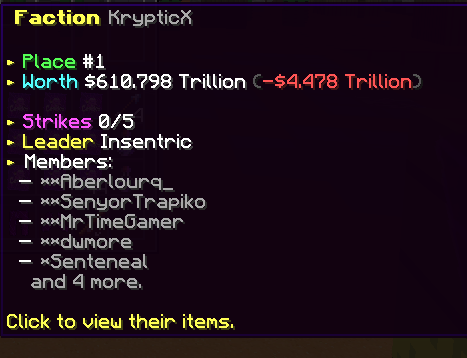 Faction KrypticX
▸ Place #1
▸ Worth $610.798 Trillion (-$4.478 Trillion)
▸ Strikes 0/5
▸ Leader Insentric
▸ Members:
– ××Aberlourq_
– ××SenyorTrapiko
– ××MrTimeGamer
– ××dwmore
– ×Senteneal
and 4 more.
Click to view their items.